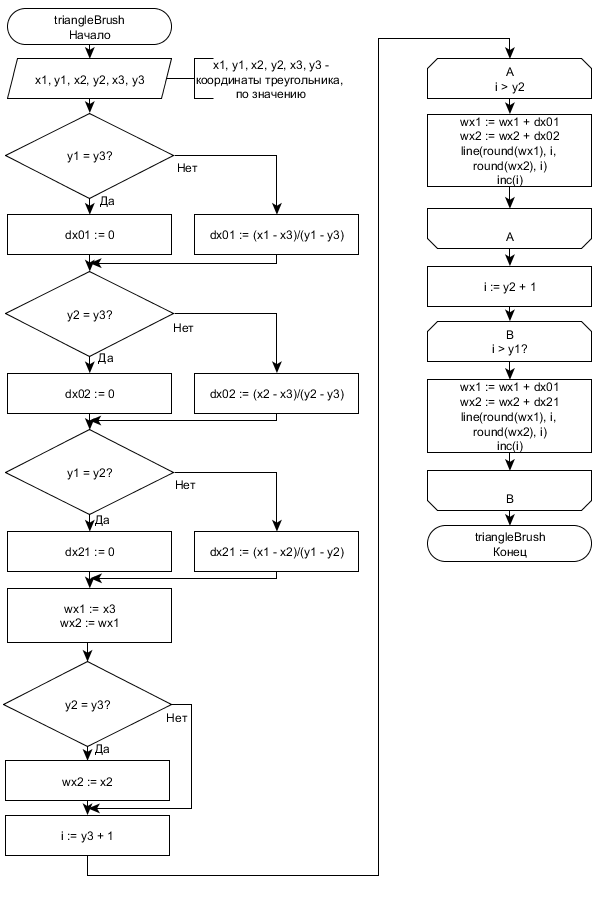 triangleBrush
Начало
x1, y1, x2, y2, x3, y3
x1, y1, x2, y2, x3, y3 -
координаты треугольника,
по значению
y1 = y3?
Нет
Да
dx01 := 0
dx01 := (x1 - x3)/(y1 - y3)
y2 = y3?
Нет
Да
dx02 := 0
dx02 := (x2 - x3)/(y2 - y3)
y1 = y2?
Нет
Да
dx21 := 0
dx21 := (x1 - x2)/(y1 - y2)
wx1 := x3
wx2 := wx1
y2 = y3?
Нет
Да
wx2 := x2
i := y3 + 1
A
i > y2
wx1 := wx1 + dx01
wx2 := wx2 + dx02
line(round(wx1), i,
round(wx2), i)
inc(i)
A
i := y2 + 1
B
i > y1?
wx1 := wx1 + dx01
wx2 := wx2 + dx21
line(round(wx1), i,
round(wx2), i)
inc(i)
B
triangleBrush
Конец